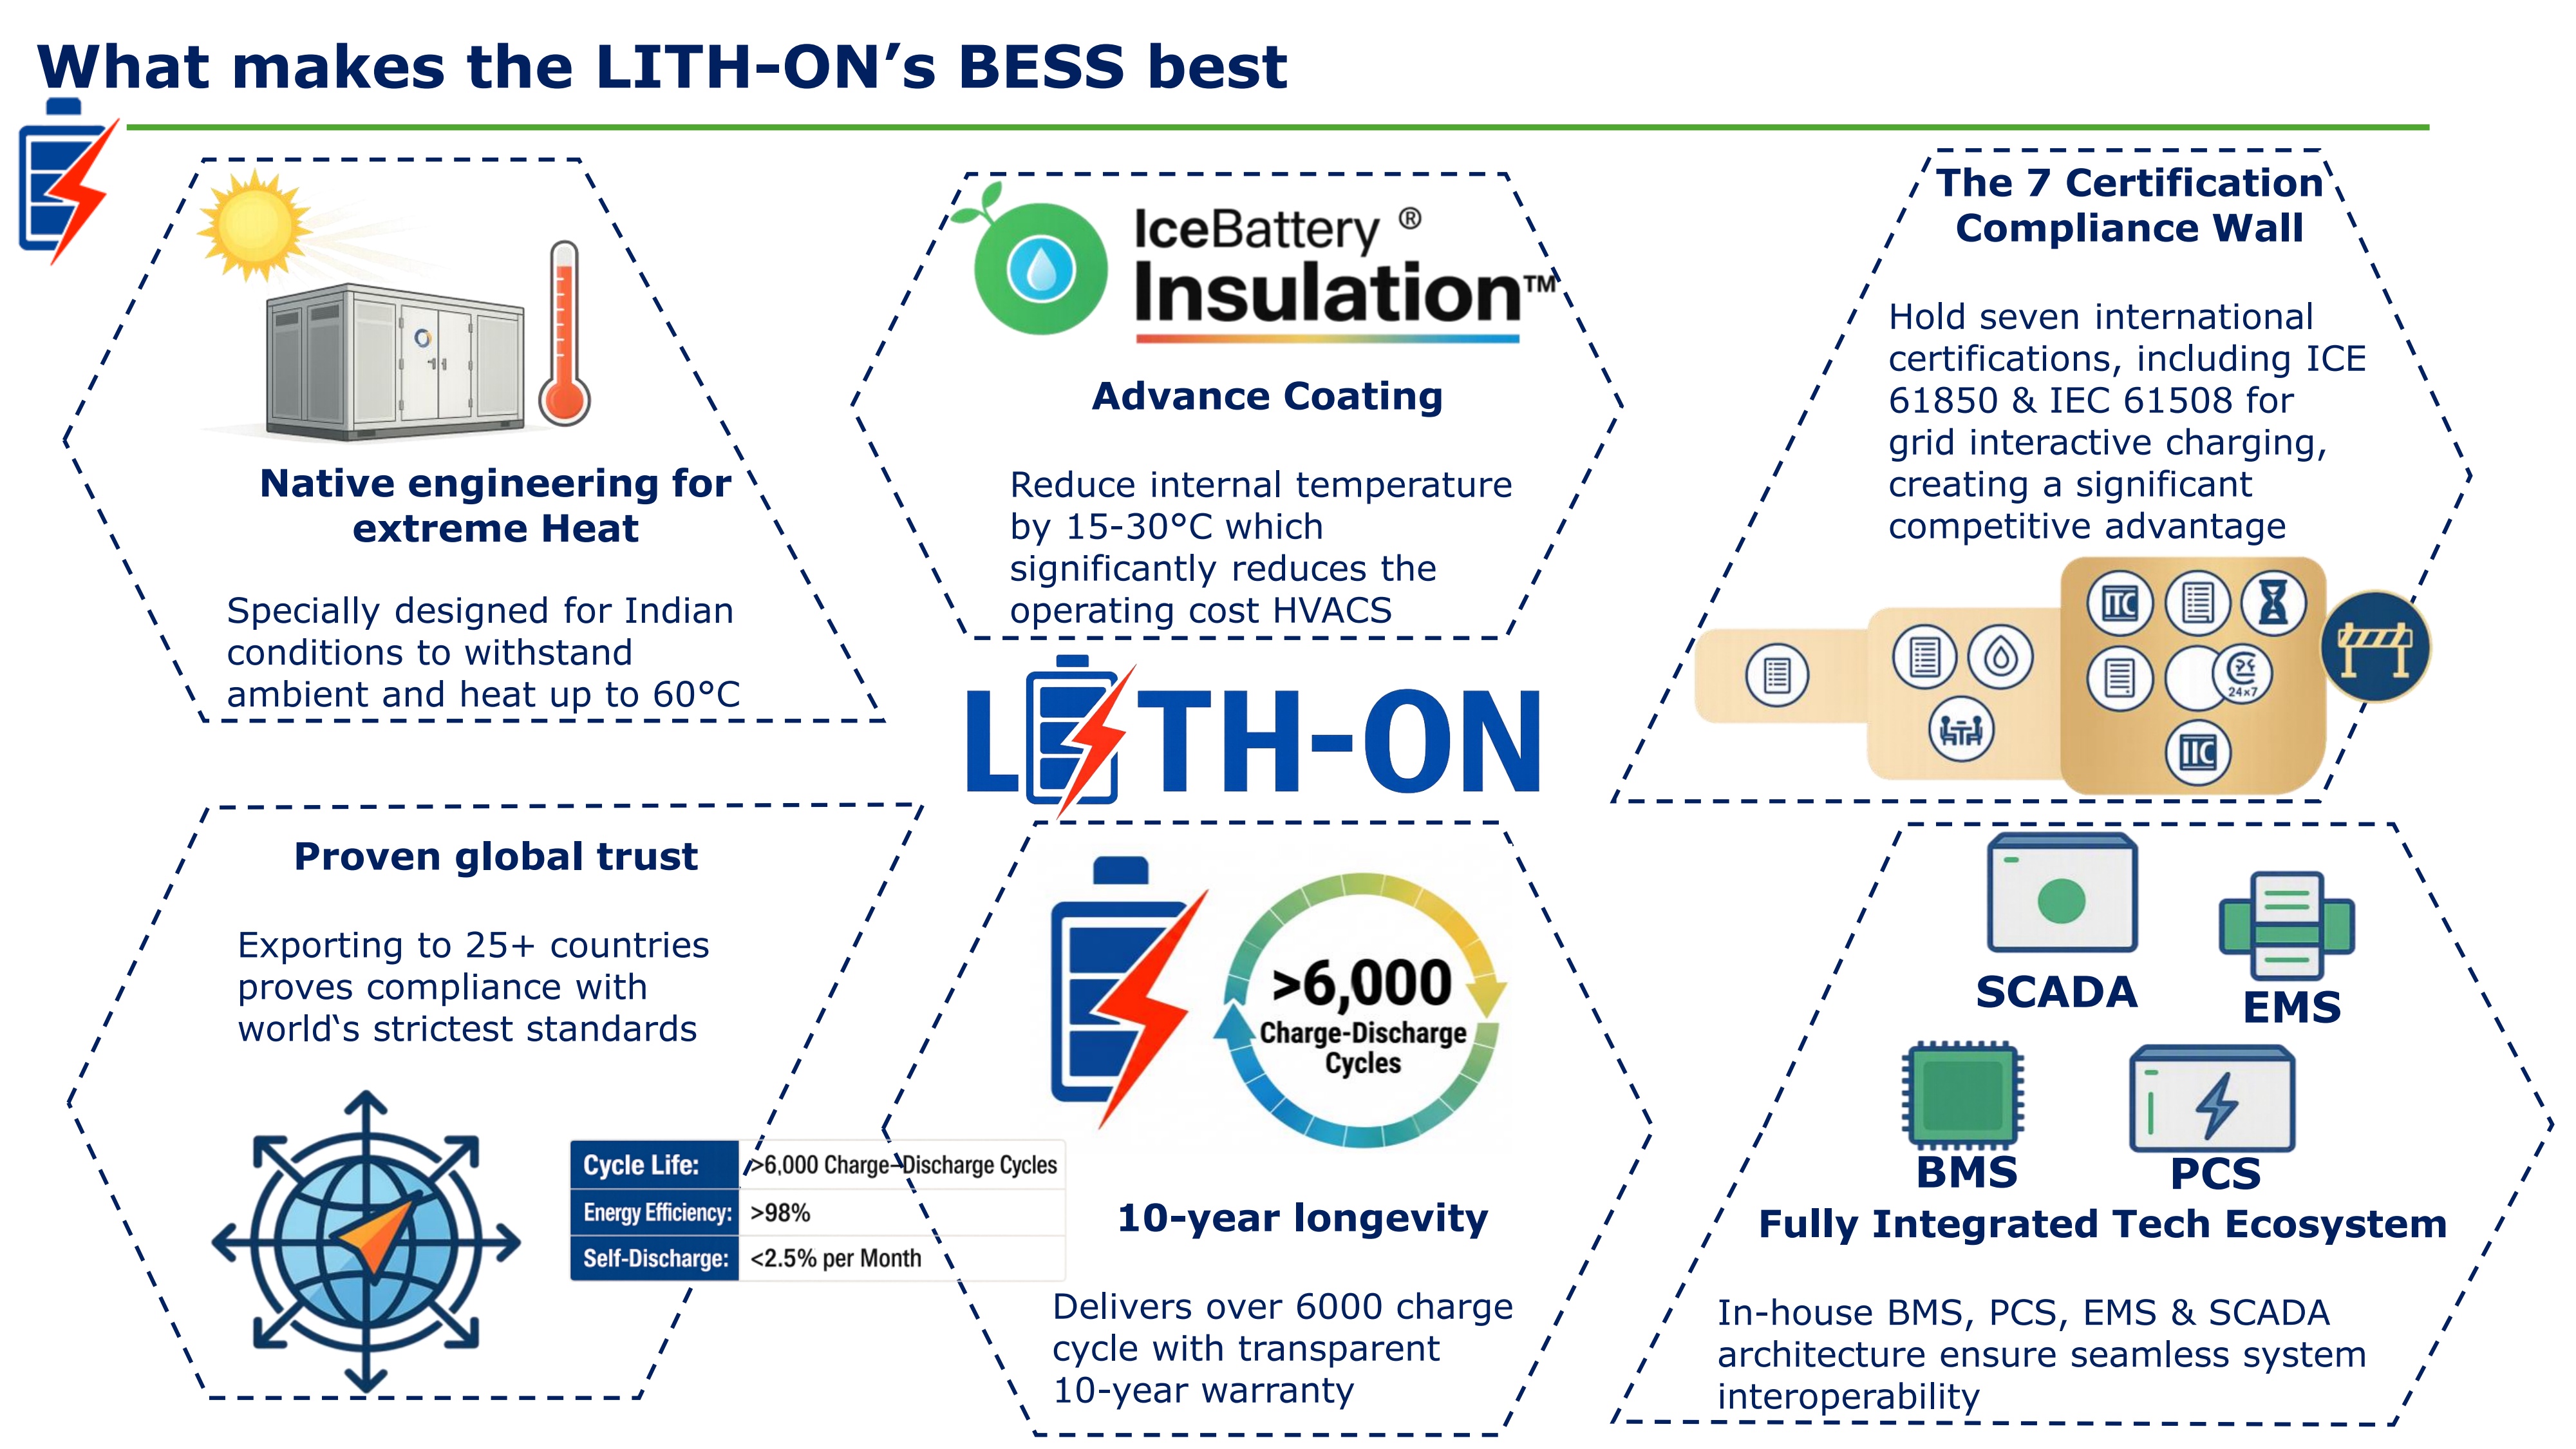 What makes the LITH-ON’s BESS best
Native engineering for
extreme Heat
Specially designed for Indian
conditions to withstand
ambient and heat up to 60°C
IceBattery ®
Insulation™
Advance Coating
Reduce internal temperature
by 15-30°C which
significantly reduces the
operating cost HVACS
The 7 Certification
Compliance Wall
Hold seven international
certifications, including ICE
61850 & IEC 61508 for
grid interactive charging,
creating a significant
competitive advantage
ITC
24×7
IIC
L TH-ON
Proven global trust
Exporting to 25+ countries
proves compliance with
world‘s strictest standards
Cycle Life: >6,000 Charge–Discharge Cycles
Energy Efficiency: >98%
Self-Discharge: <2.5% per Month
>6,000
Charge-Discharge
Cycles
10-year longevity
Delivers over 6000 charge
cycle with transparent
10-year warranty
SCADA
EMS
BMS
PCS
Fully Integrated Tech Ecosystem
In-house BMS, PCS, EMS & SCADA
architecture ensure seamless system
interoperability